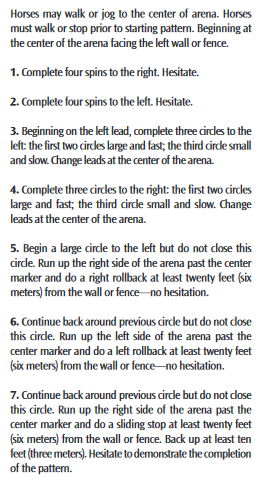 Horses may walk or jog to the center of arena. Horses
must walk or stop prior to starting pattern. Beginning at
the center of the arena facing the left wall or fence.
1. Complete four spins to the right. Hesitate.
2. Complete four spins to the left. Hesitate.
3. Beginning on the left lead, complete three circles to the
left: the first two circles large and fast; the third circle small
and slow. Change leads at the center of the arena.
4. Complete three circles to the right: the first two circles
large and fast; the third circle small and slow. Change
leads at the center of the arena.
5. Begin a large circle to the left but do not close this
circle. Run up the right side of the arena past the center
marker and do a right rollback at least twenty feet (six
meters) from the wall or fence—no hesitation.
6. Continue back around previous circle but do not close
this circle. Run up the left side of the arena past the
center marker and do a left rollback at least twenty feet
(six meters) from the wall or fence—no hesitation.
7. Continue back around previous circle but do not close
this circle. Run up the right side of the arena past the
center marker and do a sliding stop at least twenty feet
(six meters) from the wall or fence. Back up at least ten
feet (three meters). Hesitate to demonstrate the completion
of the pattern.